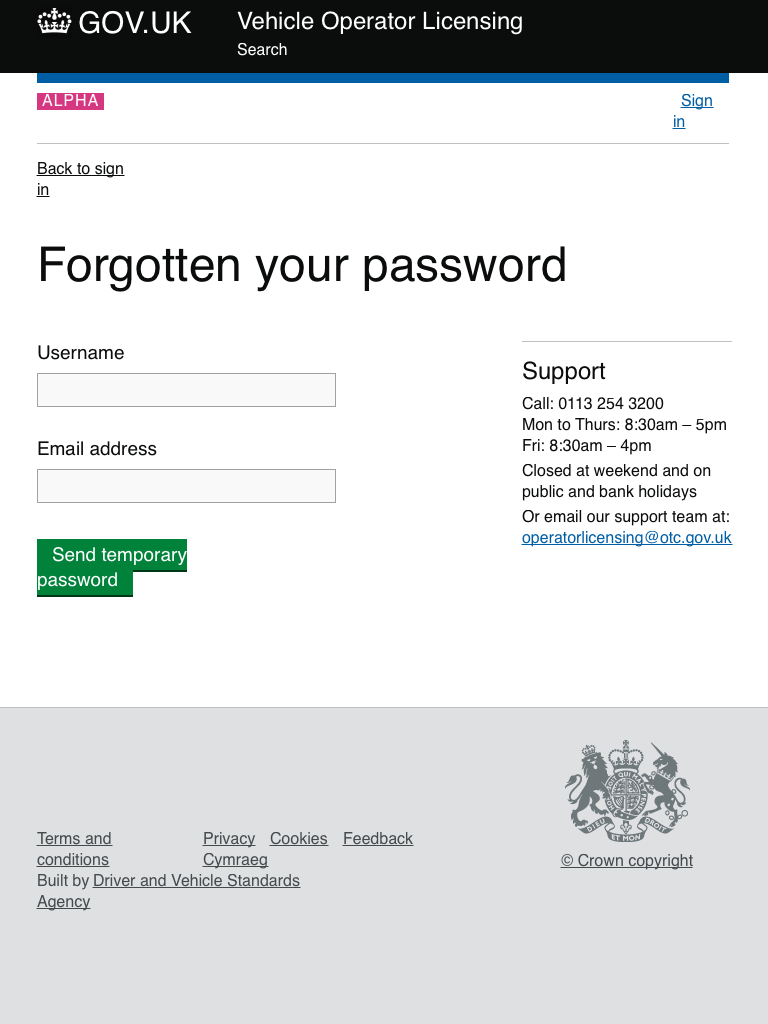 GOV.UK
Vehicle Operator Licensing
Search
ALPHA
Sign
in
Back to sign
in
Forgotten your password
Username
Email address
Send temporary
password
Support
Call: 0113 254 3200
Mon to Thurs: 8:30am – 5pm
Fri: 8:30am – 4pm
Closed at weekend and on
public and bank holidays
Or email our support team at:
operatorlicensing@otc.gov.uk
Terms and
conditions
Privacy Cookies Feedback
Cymraeg
Built by Driver and Vehicle Standards
Agency
DIEU ET MON DROIT
© Crown copyright